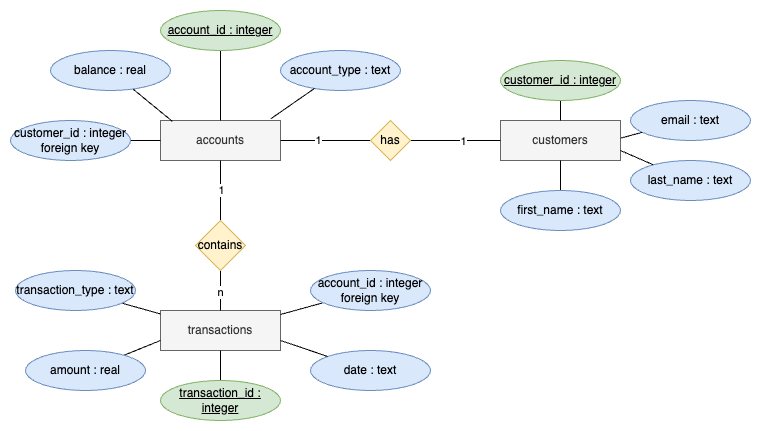 account_id : integer
balance : real
account_type : text
customer_id : integer
customer_id : integer
foreign key
accounts
1
has
1
customers
email : text
last_name : text
first_name : text
1
contains
n
transaction_type : text
account_id : integer
foreign key
transactions
amount : real
date : text
transaction_id :
integer